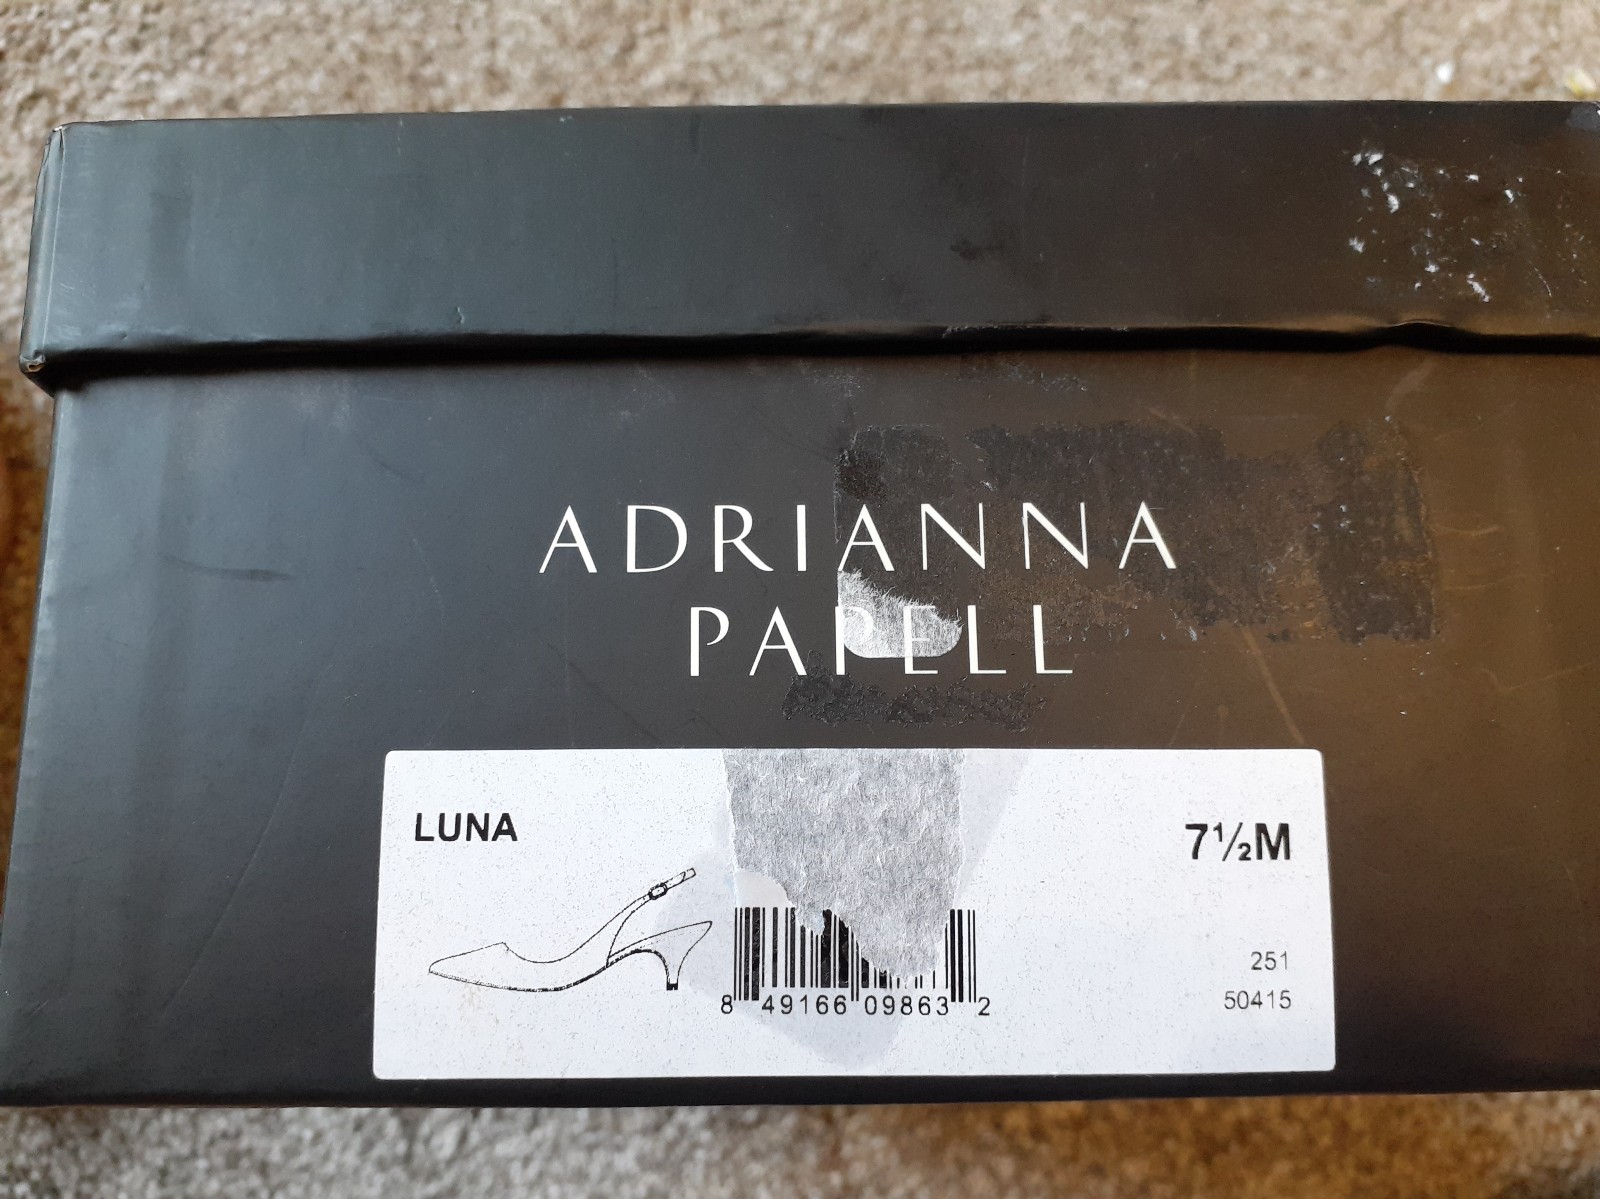 ADRIANNA
PAPELL
LUNA
7½M
251
50415
8 49166 09863 2